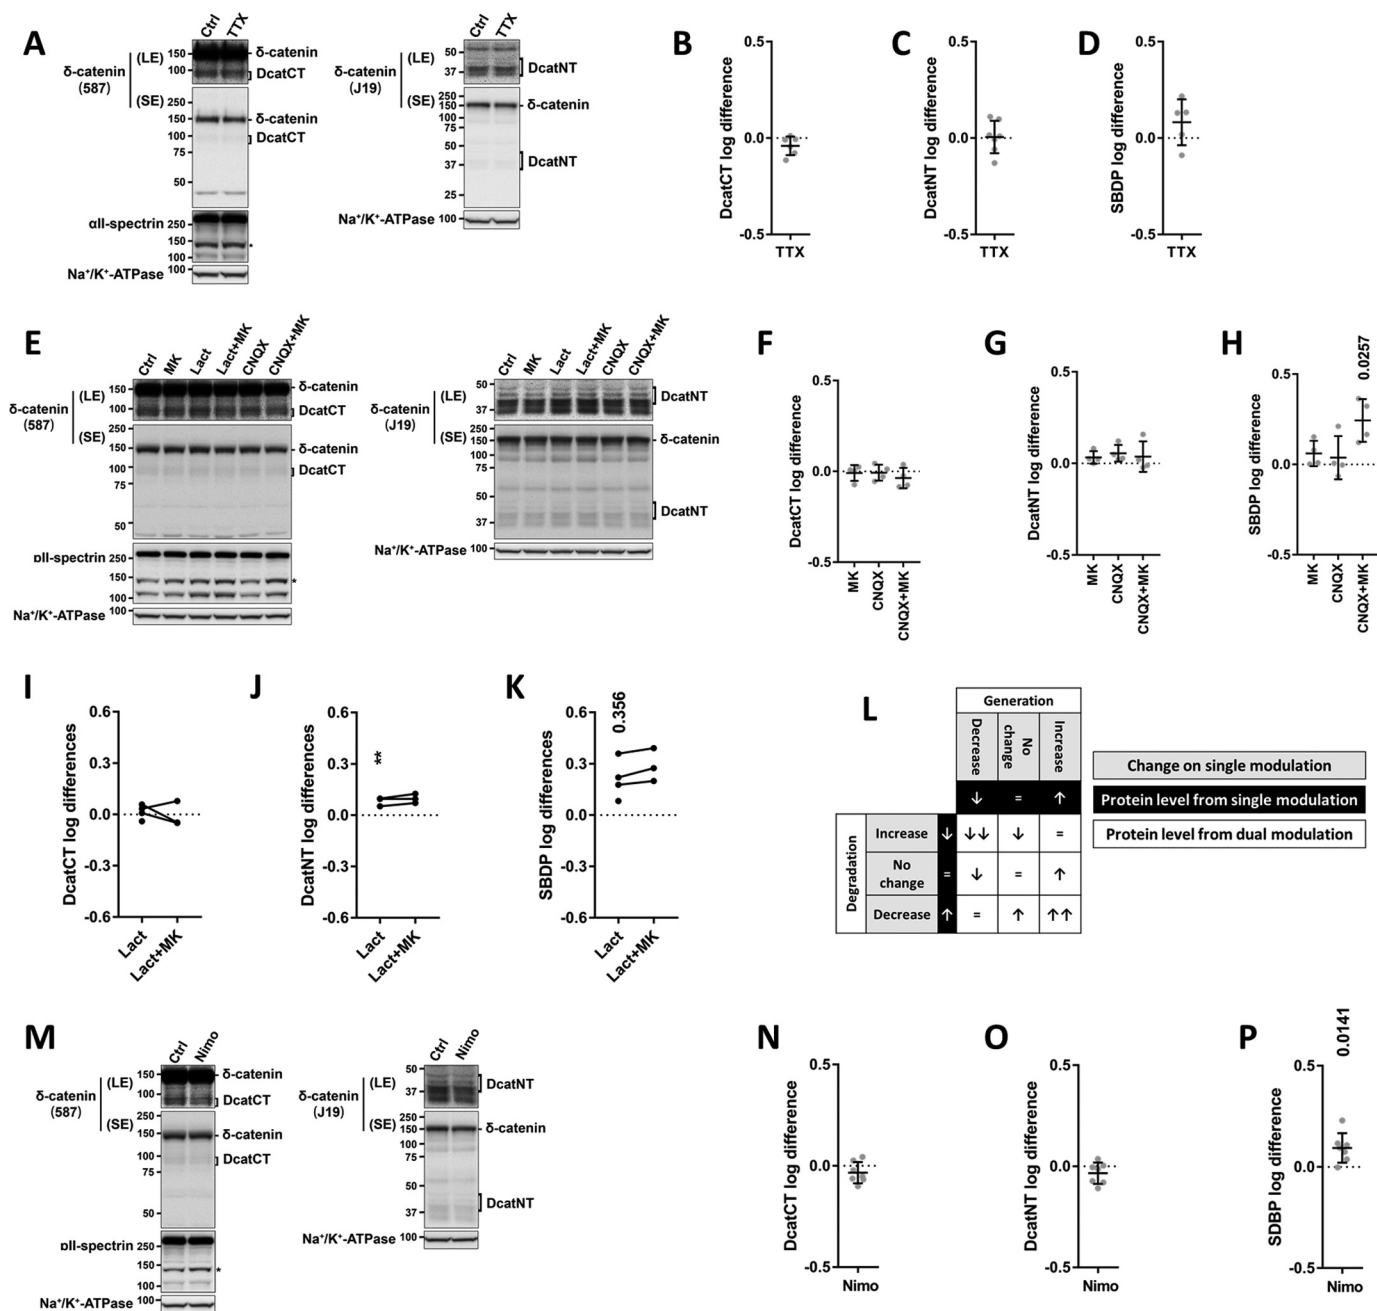 A
Ctrl
TTX
δ-catenin
(587)
(LE)
150
100
δ-catenin
DcatCT
(SE)
250
150
100
75
50
δ-catenin
DcatCT
αII-spectrin
250
150
100
*
Na⁺/K⁺-ATPase
100
Ctrl
TTX
δ-catenin
(J19)
(LE)
50
37
DcatNT
(SE)
250
150
100
75
50
37
25
δ-catenin
DcatNT
Na⁺/K⁺-ATPase
100
B
DcatCT log difference
0.5
0.0
-0.5
TTX
C
DcatNT log difference
0.5
0.0
-0.5
TTX
D
SBDP log difference
0.5
0.0
-0.5
TTX
E
Ctrl
MK
Lact
Lact+MK
CNQX
CNQX+MK
δ-catenin
(587)
(LE)
150
100
δ-catenin
DcatCT
(SE)
250
150
100
75
50
δ-catenin
DcatCT
pII-spectrin
250
150
100
*
Na⁺/K⁺-ATPase
100
Ctrl
MK
Lact
Lact+MK
CNQX
CNQX+MK
δ-catenin
(J19)
(LE)
50
37
DcatNT
(SE)
250
150
100
75
50
37
δ-catenin
DcatNT
Na⁺/K⁺-ATPase
100
F
DcatCT log difference
0.5
0.0
-0.5
MK
CNQX
CNQX+MK
G
DcatNT log difference
0.5
0.0
-0.5
MK
CNQX
CNQX+MK
H
0.0257
SBDP log difference
0.5
0.0
-0.5
MK
CNQX
CNQX+MK
I
DcatCT log differences
0.6
0.3
0.0
-0.3
-0.6
Lact
Lact+MK
J
**
DcatNT log differences
0.6
0.3
0.0
-0.3
-0.6
Lact
Lact+MK
K
0.356
SBDP log differences
0.6
0.3
0.0
-0.3
-0.6
Lact
Lact+MK
L
Generation
Decrease
No change
Increase
↓ = ↑
Degradation
Increase ↓ ↓↓ ↓ =
No change = ↓ = ↑
Decrease ↑ = ↑ ↑↑
Change on single modulation
Protein level from single modulation
Protein level from dual modulation
M
Ctrl
Nimo
δ-catenin
(587)
(LE)
150
100
δ-catenin
DcatCT
(SE)
250
150
100
75
50
δ-catenin
DcatCT
pII-spectrin
250
150
100
*
Na⁺/K⁺-ATPase
100
Ctrl
Nimo
δ-catenin
(J19)
(LE)
50
37
DcatNT
(SE)
250
150
100
75
50
37
δ-catenin
DcatNT
Na⁺/K⁺-ATPase
100
N
DcatCT log difference
0.5
0.0
-0.5
Nimo
O
DcatNT log difference
0.5
0.0
-0.5
Nimo
P
0.0141
SDBP log difference
0.5
0.0
-0.5
Nimo